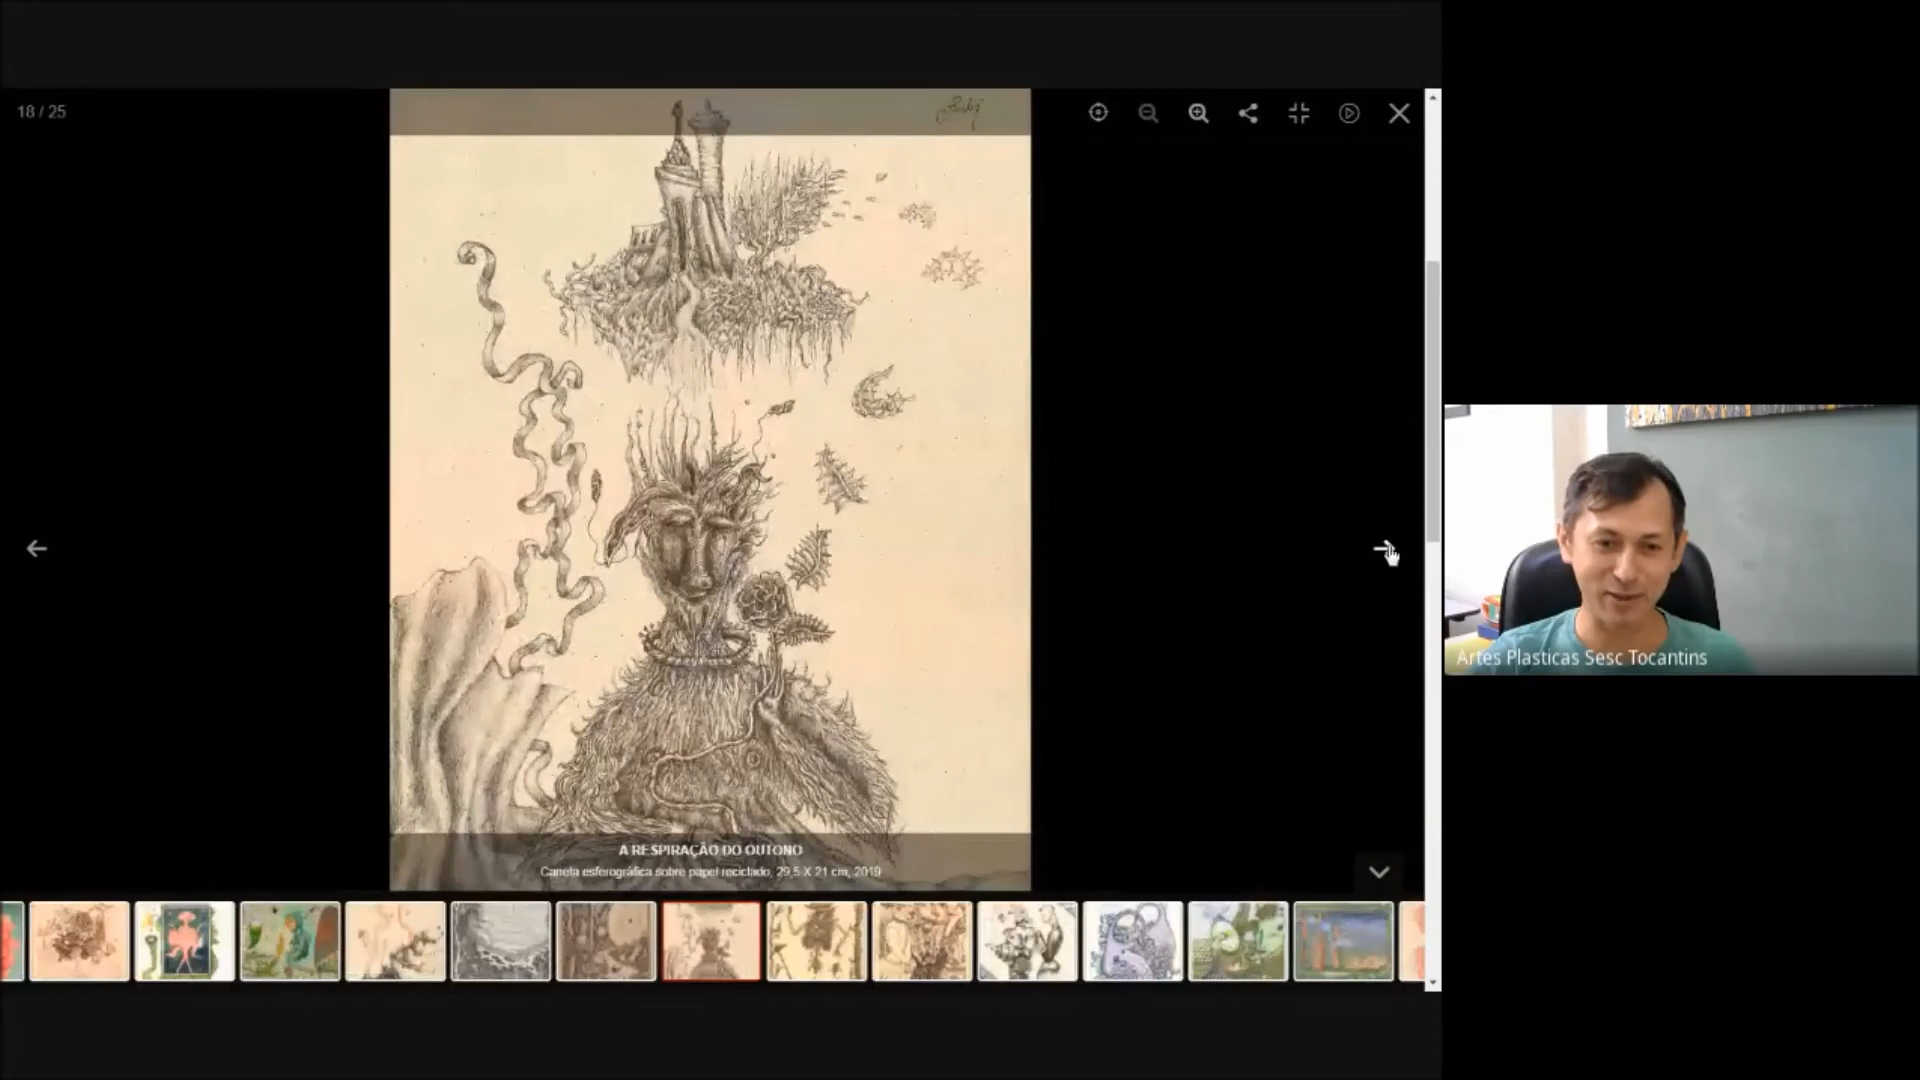 18 / 25
A RESPIRAÇÃO DO OUTONO
Caneta esferográfica sobre papel reciclado, 29,5 X 21 cm, 2019
Artes Plasticas Sesc Tocantins